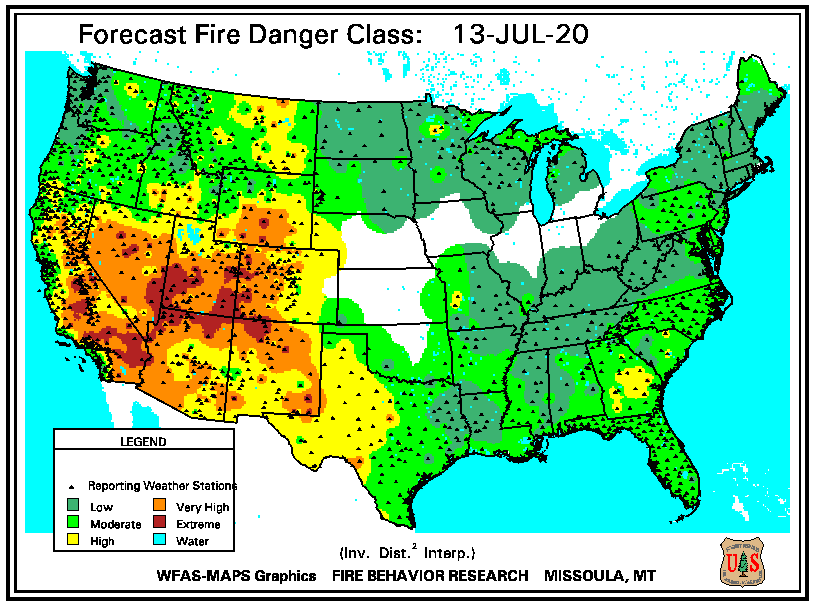 Forecast Fire Danger Class: 13-JUL-20
LEGEND
Reporting Weather Stations
Low
Moderate
High
Very High
Extreme
Water
(Inv. Dist.² Interp.)
WFAS-MAPS Graphics FIRE BEHAVIOR RESEARCH MISSOULA, MT
US